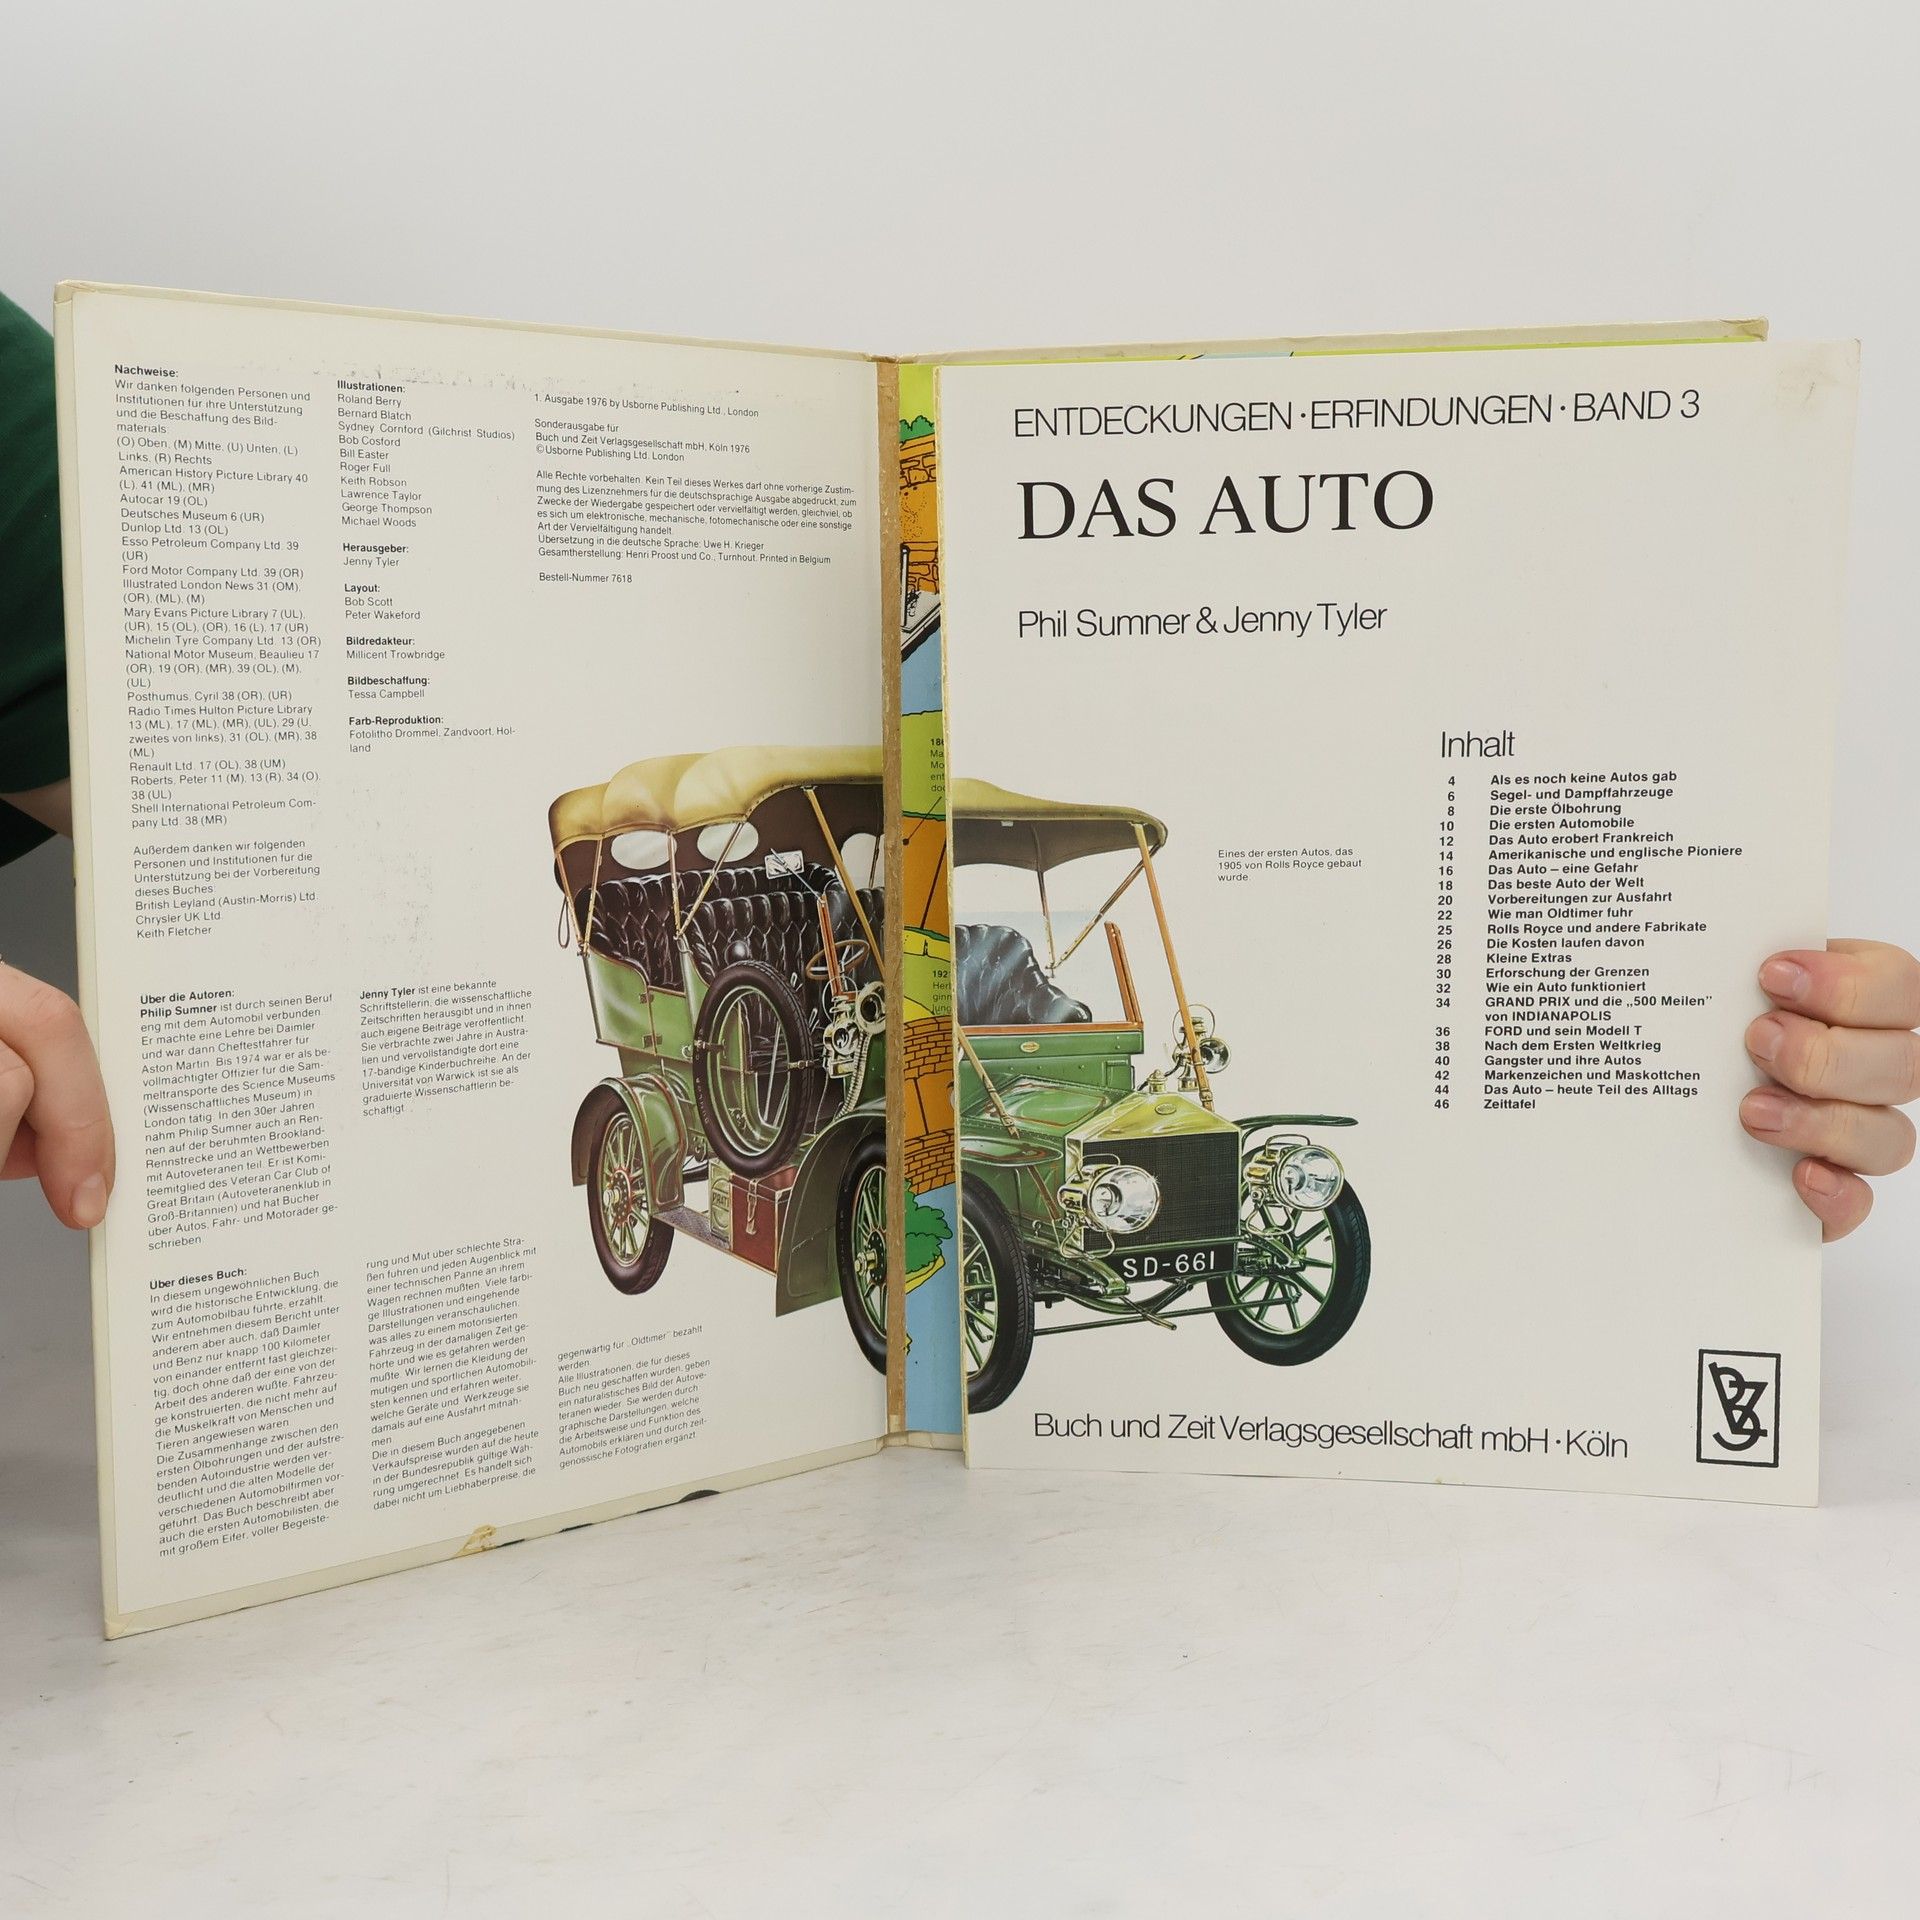 Nachweise:
Wir danken folgenden Personen und
Institutionen für ihre Unterstützung
und die Beschaffung des Bild-
materials:
(O) Oben, (M) Mitte, (U) Unten, (L)
Links, (R) Rechts
American History Picture Library 40
(L), 41 (ML), (MR)
Autocar 19 (OL)
Deutsches Museum 6 (UR)
Dunlop Ltd. 13 (OL)
Esso Petroleum Company Ltd. 39
(UR)
Ford Motor Company Ltd. 39 (OR)
Illustrated London News 31 (OM),
(OR), (ML), (M)
Mary Evans Picture Library 7 (UL),
(UR), 15 (OL), (OR), 16 (L), 17 (UR)
Michelin Tyre Company Ltd. 13 (OR)
National Motor Museum, Beaulieu 17
(OR), 19 (OR), (MR), 39 (OL), (M),
(UL)
Posthumus, Cyril 38 (OR), (UR)
Radio Times Hulton Picture Library
13 (ML), 17 (ML), (MR), (UL), 29 (U.
zweites von links), 31 (OL), (MR), 38
(ML)
Renault Ltd. 17 (OL), 38 (UM)
Roberts, Peter 11 (M), 13 (R), 34 (O),
38 (UL)
Shell International Petroleum Com-
pany Ltd. 38 (MR)
Außerdem danken wir folgenden
Personen und Institutionen für die
Unterstützung bei der Vorbereitung
dieses Buches:
British Leyland (Austin-Morris) Ltd.
Chrysler UK Ltd.
Keith Fletcher
Illustrationen:
Roland Berry
Bernard Blatch
Sydney Cornford (Gilchrist Studios)
Bob Cosford
Bill Easter
Roger Full
Keith Robson
Lawrence Taylor
George Thompson
Michael Woods
Herausgeber:
Jenny Tyler
Layout:
Bob Scott
Peter Wakeford
Bildredakteur:
Millicent Trowbridge
Bildbeschaffung:
Tessa Campbell
Farb-Reproduktion:
Fotolitho Drommel, Zandvoort, Hol-
land
1. Ausgabe 1976 by Usborne Publishing Ltd., London
Sonderausgabe für
Buch und Zeit Verlagsgesellschaft mbH, Köln 1976
©Usborne Publishing Ltd. London
Alle Rechte vorbehalten. Kein Teil dieses Werkes darf ohne vorherige Zustim-
mung des Lizenznehmers für die deutschsprachige Ausgabe abgedruckt, zum
Zwecke der Wiedergabe gespeichert oder vervielfältigt werden, gleichviel, ob
es sich um elektronische, mechanische, fotomechanische oder eine sonstige
Art der Vervielfältigung handelt.
Übersetzung in die deutsche Sprache: Uwe H. Krieger
Gesamtherstellung: Henri Proost und Co., Turnhout. Printed in Belgium
Bestell-Nummer 7618
Über die Autoren:
Philip Sumner ist durch seinen Beruf
eng mit dem Automobil verbunden.
Er machte eine Lehre bei Daimler
und war dann Cheftestfahrer für
Aston Martin. Bis 1974 war er als be-
vollmächtigter Offizier für die Sam-
meltransporte des Science Museums
(Wissenschaftliches Museum) in
London tätig. In den 30er Jahren
nahm Philip Sumner auch an Ren-
nen auf der berühmten Brookland-
Rennstrecke und an Wettbewerben
mit Autoveteranen teil. Er ist Komi-
teemitglied des Veteran Car Club of
Great Britain (Autoveteranenklub in
Groß-Britannien) und hat Bücher
über Autos, Fahr- und Motorräder ge-
schrieben.
Jenny Tyler ist eine bekannte
Schriftstellerin, die wissenschaftliche
Zeitschriften herausgibt und in ihnen
auch eigene Beiträge veröffentlicht.
Sie verbrachte zwei Jahre in Austra-
lien und vervollständigte dort eine
17-bändige Kinderbuchreihe. An der
Universität von Warwick ist sie als
graduierte Wissenschaftlerin be-
schäftigt
Über dieses Buch:
In diesem ungewöhnlichen Buch
wird die historische Entwicklung, die
zum Automobilbau führte, erzählt.
Wir entnehmen diesem Bericht unter
anderem aber auch, daß Daimler
und Benz nur knapp 100 Kilometer
von einander entfernt fast gleichzei-
tig, doch ohne daß der eine von der
Arbeit des anderen wußte, Fahrzeu-
ge konstruierten, die nicht mehr auf
die Muskelkraft von Menschen und
Tieren angewiesen waren.
Die Zusammenhänge zwischen den
ersten Ölbohrungen und der aufstre-
benden Autoindustrie werden ver-
deutlicht und die alten Modelle der
verschiedenen Automobilfirmen vor-
geführt. Das Buch beschreibt aber
auch die ersten Automobilisten, die
mit großem Eifer, voller Begeiste-
rung und Mut über schlechte Stra-
ßen fuhren und jeden Augenblick mit
einer technischen Panne an ihrem
Wagen rechnen mußten. Viele farbi-
ge Illustrationen und eingehende
Darstellungen veranschaulichen,
was alles zu einem motorisierten
Fahrzeug in der damaligen Zeit ge-
hörte und wie es gefahren werden
mußte. Wir lernen die Kleidung der
mutigen und sportlichen Automobili-
sten kennen und erfahren weiter,
welche Geräte und Werkzeuge sie
damals auf eine Ausfahrt mitnah-
men.
Die in diesem Buch angegebenen
Verkaufspreise wurden auf die heute
in der Bundesrepublik gültige Wäh-
rung umgerechnet. Es handelt sich
dabei nicht um Liebhaberpreise, die
gegenwärtig für „Oldtimer" bezahlt
werden.
Alle Illustrationen, die für dieses
Buch neu geschaffen wurden, geben
ein naturalistisches Bild der Autove-
teranen wieder. Sie werden durch
graphische Darstellungen, welche
die Arbeitsweise und Funktion des
Automobils erklären und durch zeit-
genössische Fotografien ergänzt.
ENTDECKUNGEN·ERFINDUNGEN·BAND 3
DAS AUTO
Phil Sumner & Jenny Tyler
Eines der ersten Autos, das
1905 von Rolls Royce gebaut
wurde.
SD-661
Inhalt
4 Als es noch keine Autos gab
6 Segel- und Dampffahrzeuge
8 Die erste Ölbohrung
10 Die ersten Automobile
12 Das Auto erobert Frankreich
14 Amerikanische und englische Pioniere
16 Das Auto – eine Gefahr
18 Das beste Auto der Welt
20 Vorbereitungen zur Ausfahrt
22 Wie man Oldtimer fuhr
25 Rolls Royce und andere Fabrikate
26 Die Kosten laufen davon
28 Kleine Extras
30 Erforschung der Grenzen
32 Wie ein Auto funktioniert
34 GRAND PRIX und die „500 Meilen"
von INDIANAPOLIS
36 FORD und sein Modell T
38 Nach dem Ersten Weltkrieg
40 Gangster und ihre Autos
42 Markenzeichen und Maskottchen
44 Das Auto – heute Teil des Alltags
46 Zeittafel
Buch und Zeit Verlagsgesellschaft mbH·Köln